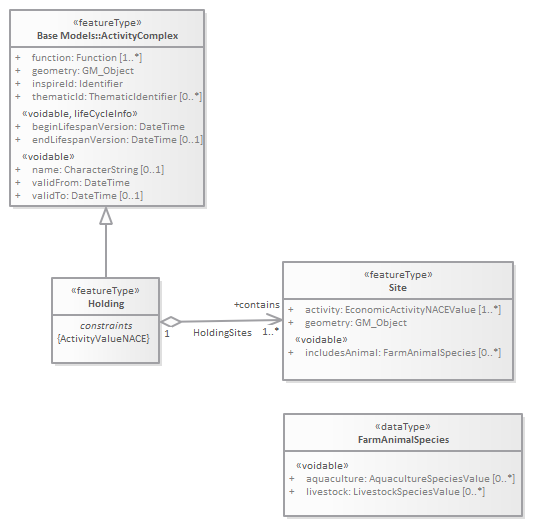 «featureType»
Base Models::ActivityComplex
+ function: Function [1..*]
+ geometry: GM_Object
+ inspireId: Identifier
+ thematicId: ThematicIdentifier [0..*]
«voidable, lifeCycleInfo»
+ beginLifespanVersion: DateTime
+ endLifespanVersion: DateTime [0..1]
«voidable»
+ name: CharacterString [0..1]
+ validFrom: DateTime
+ validTo: DateTime [0..1]
«featureType»
Holding
constraints
{ActivityValueNACE}
+contains
1
HoldingSites
1..*
«featureType»
Site
+ activity: EconomicActivityNACEValue [1..*]
+ geometry: GM_Object
«voidable»
+ includesAnimal: FarmAnimalSpecies [0..*]
«dataType»
FarmAnimalSpecies
«voidable»
+ aquaculture: AquacultureSpeciesValue [0..*]
+ livestock: LivestockSpeciesValue [0..*]